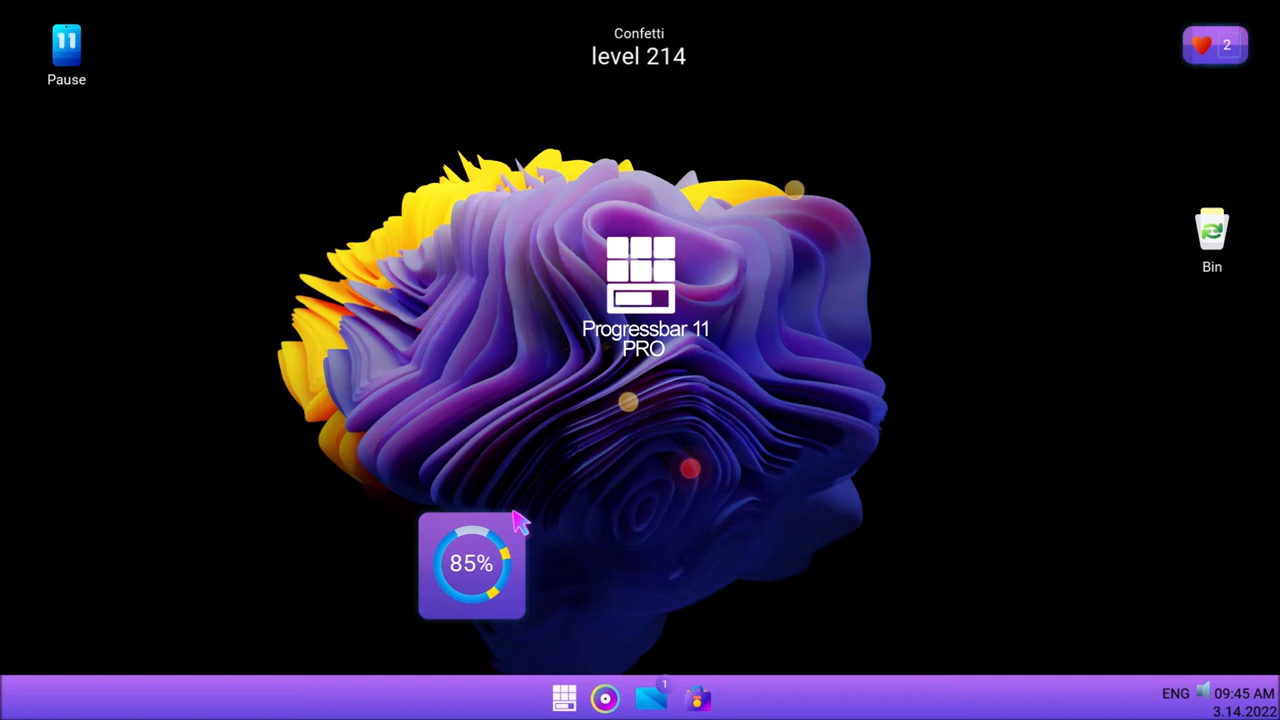 Confetti
level 214
11
Pause
2
Bin
Progressbar 11
PRO
85%
1
ENG 09:45 AM
3.14.2022